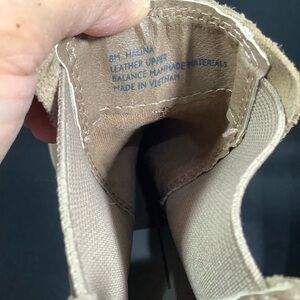 8M HALINA
LEATHER UPPER
BALANCE MANMADE MATERIALS
MADE IN VIETNAM